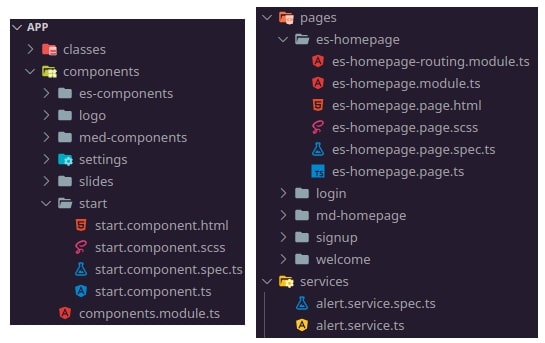 APP
classes
components
es-components
logo
med-components
settings
slides
start
start.component.html
start.component.scss
start.component.spec.ts
start.component.ts
components.module.ts
pages
es-homepage
es-homepage-routing.module.ts
es-homepage.module.ts
es-homepage.page.html
es-homepage.page.scss
es-homepage.page.spec.ts
TS es-homepage.page.ts
login
md-homepage
signup
welcome
services
alert.service.spec.ts
alert.service.ts